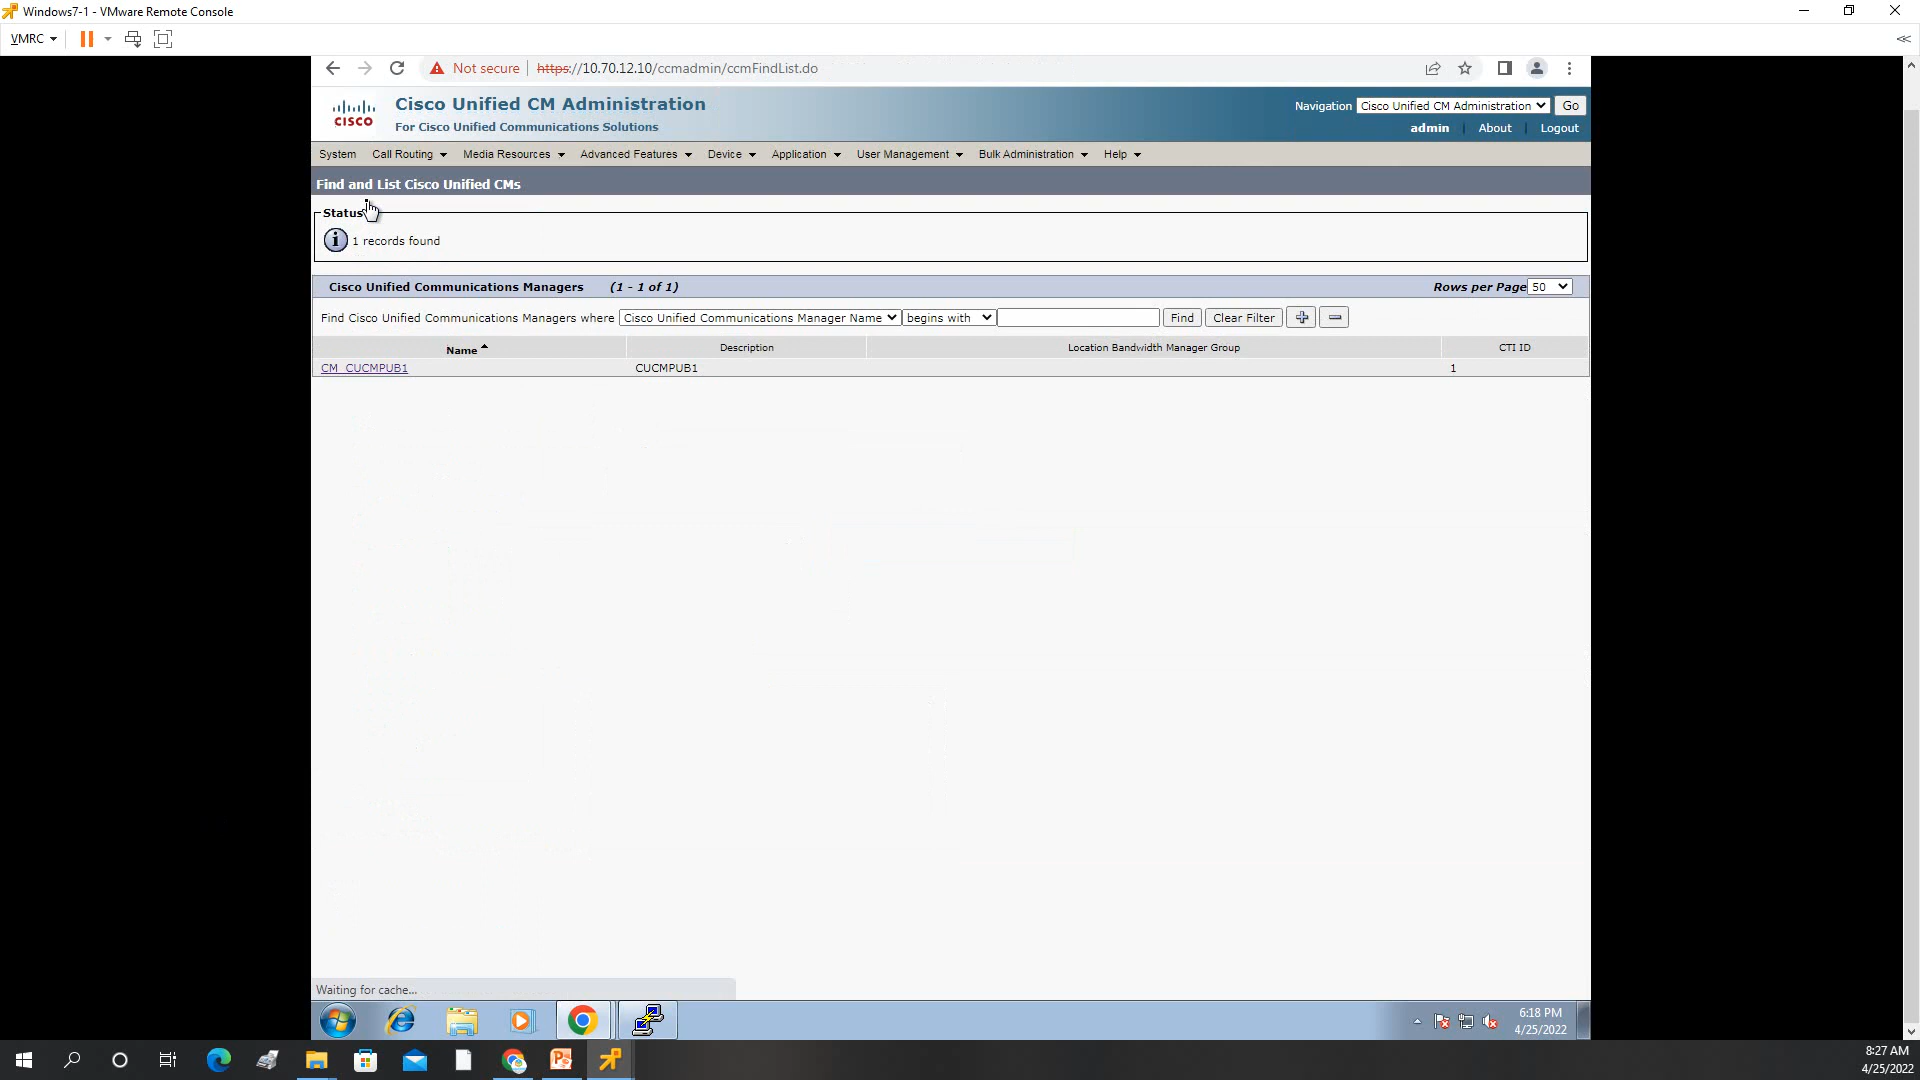 Windows7-1 - VMware Remote Console
VMRC
Not secure https://10.70.12.10/ccmadmin/ccmFindList.do
Cisco Unified CM Administration
For Cisco Unified Communications Solutions
CISCO
Navigation Cisco Unified CM Administration Go
admin About Logout
System Call Routing Media Resources Advanced Features Device Application User Management Bulk Administration Help
Find and List Cisco Unified CMs
Status
1 records found
Cisco Unified Communications Managers (1 - 1 of 1) Rows per Page 50
Find Cisco Unified Communications Managers where Cisco Unified Communications Manager Name begins with Find Clear Filter
Name Description Location Bandwidth Manager Group CTI ID
CM_CUCMPUB1 CUCMPUB1 1
Waiting for cache...
6:18 PM
4/25/2022
8:27 AM
4/25/2022